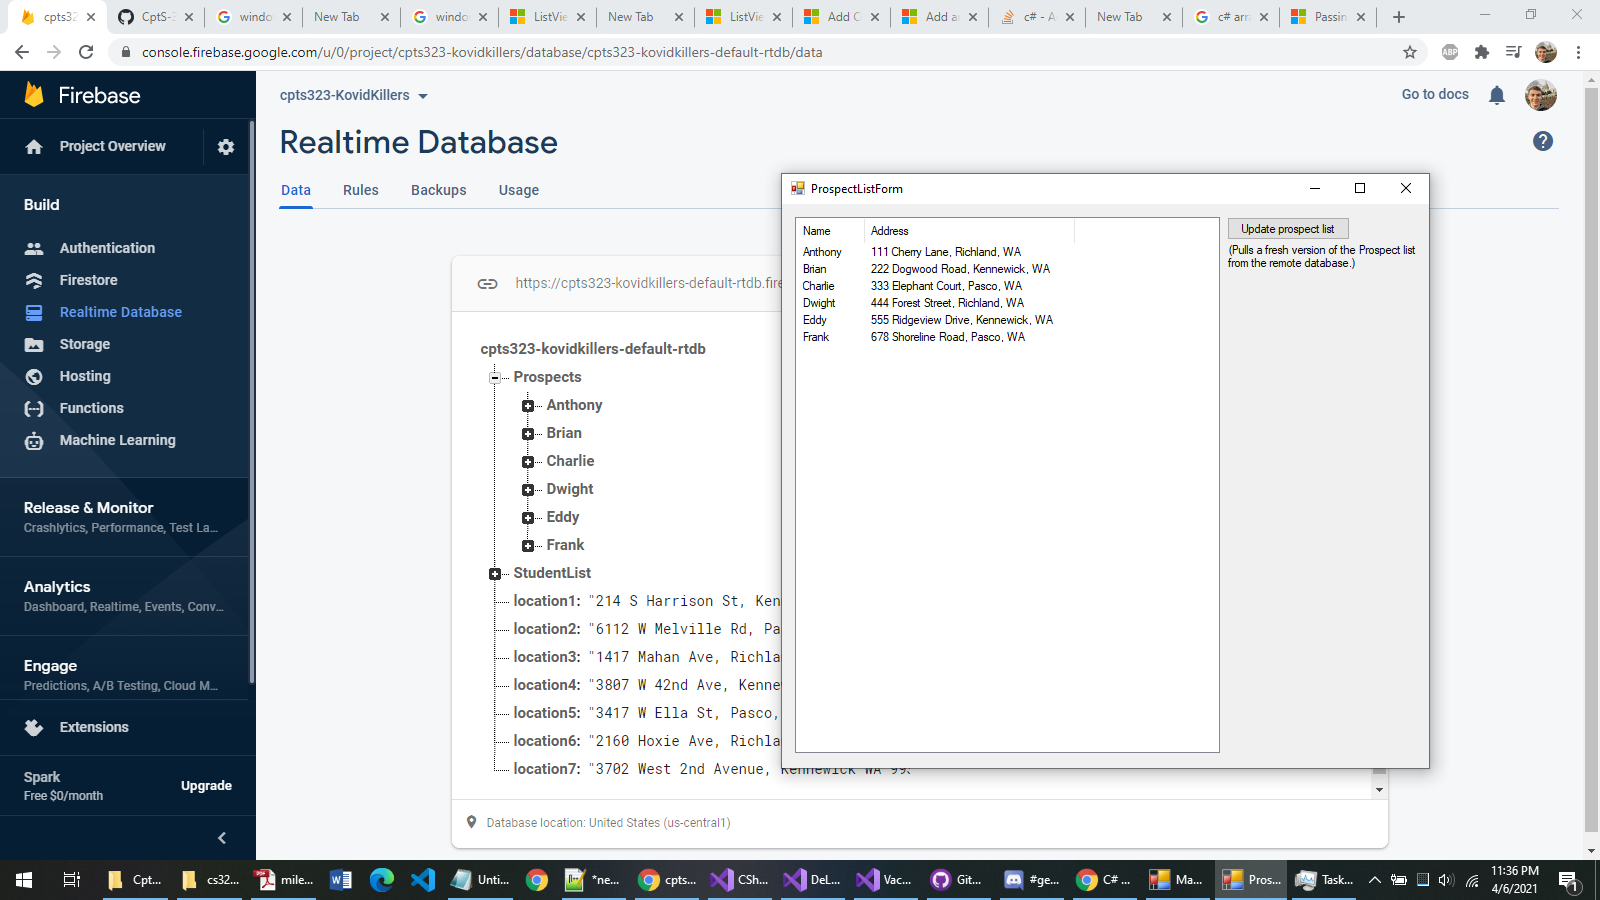 cpts32
CptS-3
windo
New Tab
windo
ListVie
New Tab
ListVie
Add C
Add a
c# - A
New Tab
c# arr
Passin
console.firebase.google.com/u/0/project/cpts323-kovidkillers/database/cpts323-kovidkillers-default-rtdb/data
ABP
Firebase
Project Overview
Build
Authentication
Firestore
Realtime Database
Storage
Hosting
Functions
Machine Learning
Release & Monitor
Crashlytics, Performance, Test La...
Analytics
Dashboard, Realtime, Events, Conv...
Engage
Predictions, A/B Testing, Cloud M...
Extensions
Spark
Free $0/month
Upgrade
cpts323-KovidKillers
Go to docs
Realtime Database
Data
Rules
Backups
Usage
https://cpts323-kovidkillers-default-rtdb.fire
cpts323-kovidkillers-default-rtdb
Prospects
Anthony
Brian
Charlie
Dwight
Eddy
Frank
StudentList
location1: "214 S Harrison St, Ken
location2: "6112 W Melville Rd, Pa
location3: "1417 Mahan Ave, Richla
location4: "3807 W 42nd Ave, Kenne
location5: "3417 W Ella St, Pasco,
location6: "2160 Hoxie Ave, Richla
location7: "3702 West 2nd Avenue, Kennewick WA 993
Database location: United States (us-central1)
ProspectListForm
Name Address
Anthony 111 Cherry Lane, Richland, WA
Brian 222 Dogwood Road, Kennewick, WA
Charlie 333 Elephant Court, Pasco, WA
Dwight 444 Forest Street, Richland, WA
Eddy 555 Ridgeview Drive, Kennewick, WA
Frank 678 Shoreline Road, Pasco, WA
Update prospect list
(Pulls a fresh version of the Prospect list
from the remote database.)
Cpt...
cs32...
mile...
Unti...
*ne...
cpts...
CSh...
DeL...
Vac...
Git...
#ge...
C# ...
Ma...
Pros...
Task...
11:36 PM
4/6/2021
1